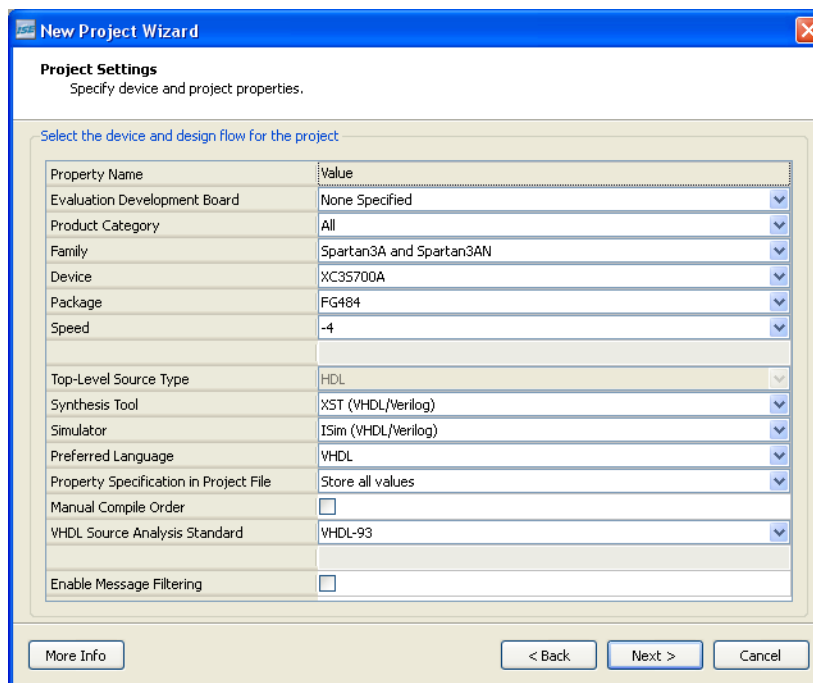 ISE New Project Wizard
Project Settings
Specify device and project properties.
Select the device and design flow for the project
Property Name Value
Evaluation Development Board None Specified
Product Category All
Family Spartan3A and Spartan3AN
Device XC3S700A
Package FG484
Speed -4
Top-Level Source Type HDL
Synthesis Tool XST (VHDL/Verilog)
Simulator ISim (VHDL/Verilog)
Preferred Language VHDL
Property Specification in Project File Store all values
Manual Compile Order
VHDL Source Analysis Standard VHDL-93
Enable Message Filtering
More Info < Back Next > Cancel